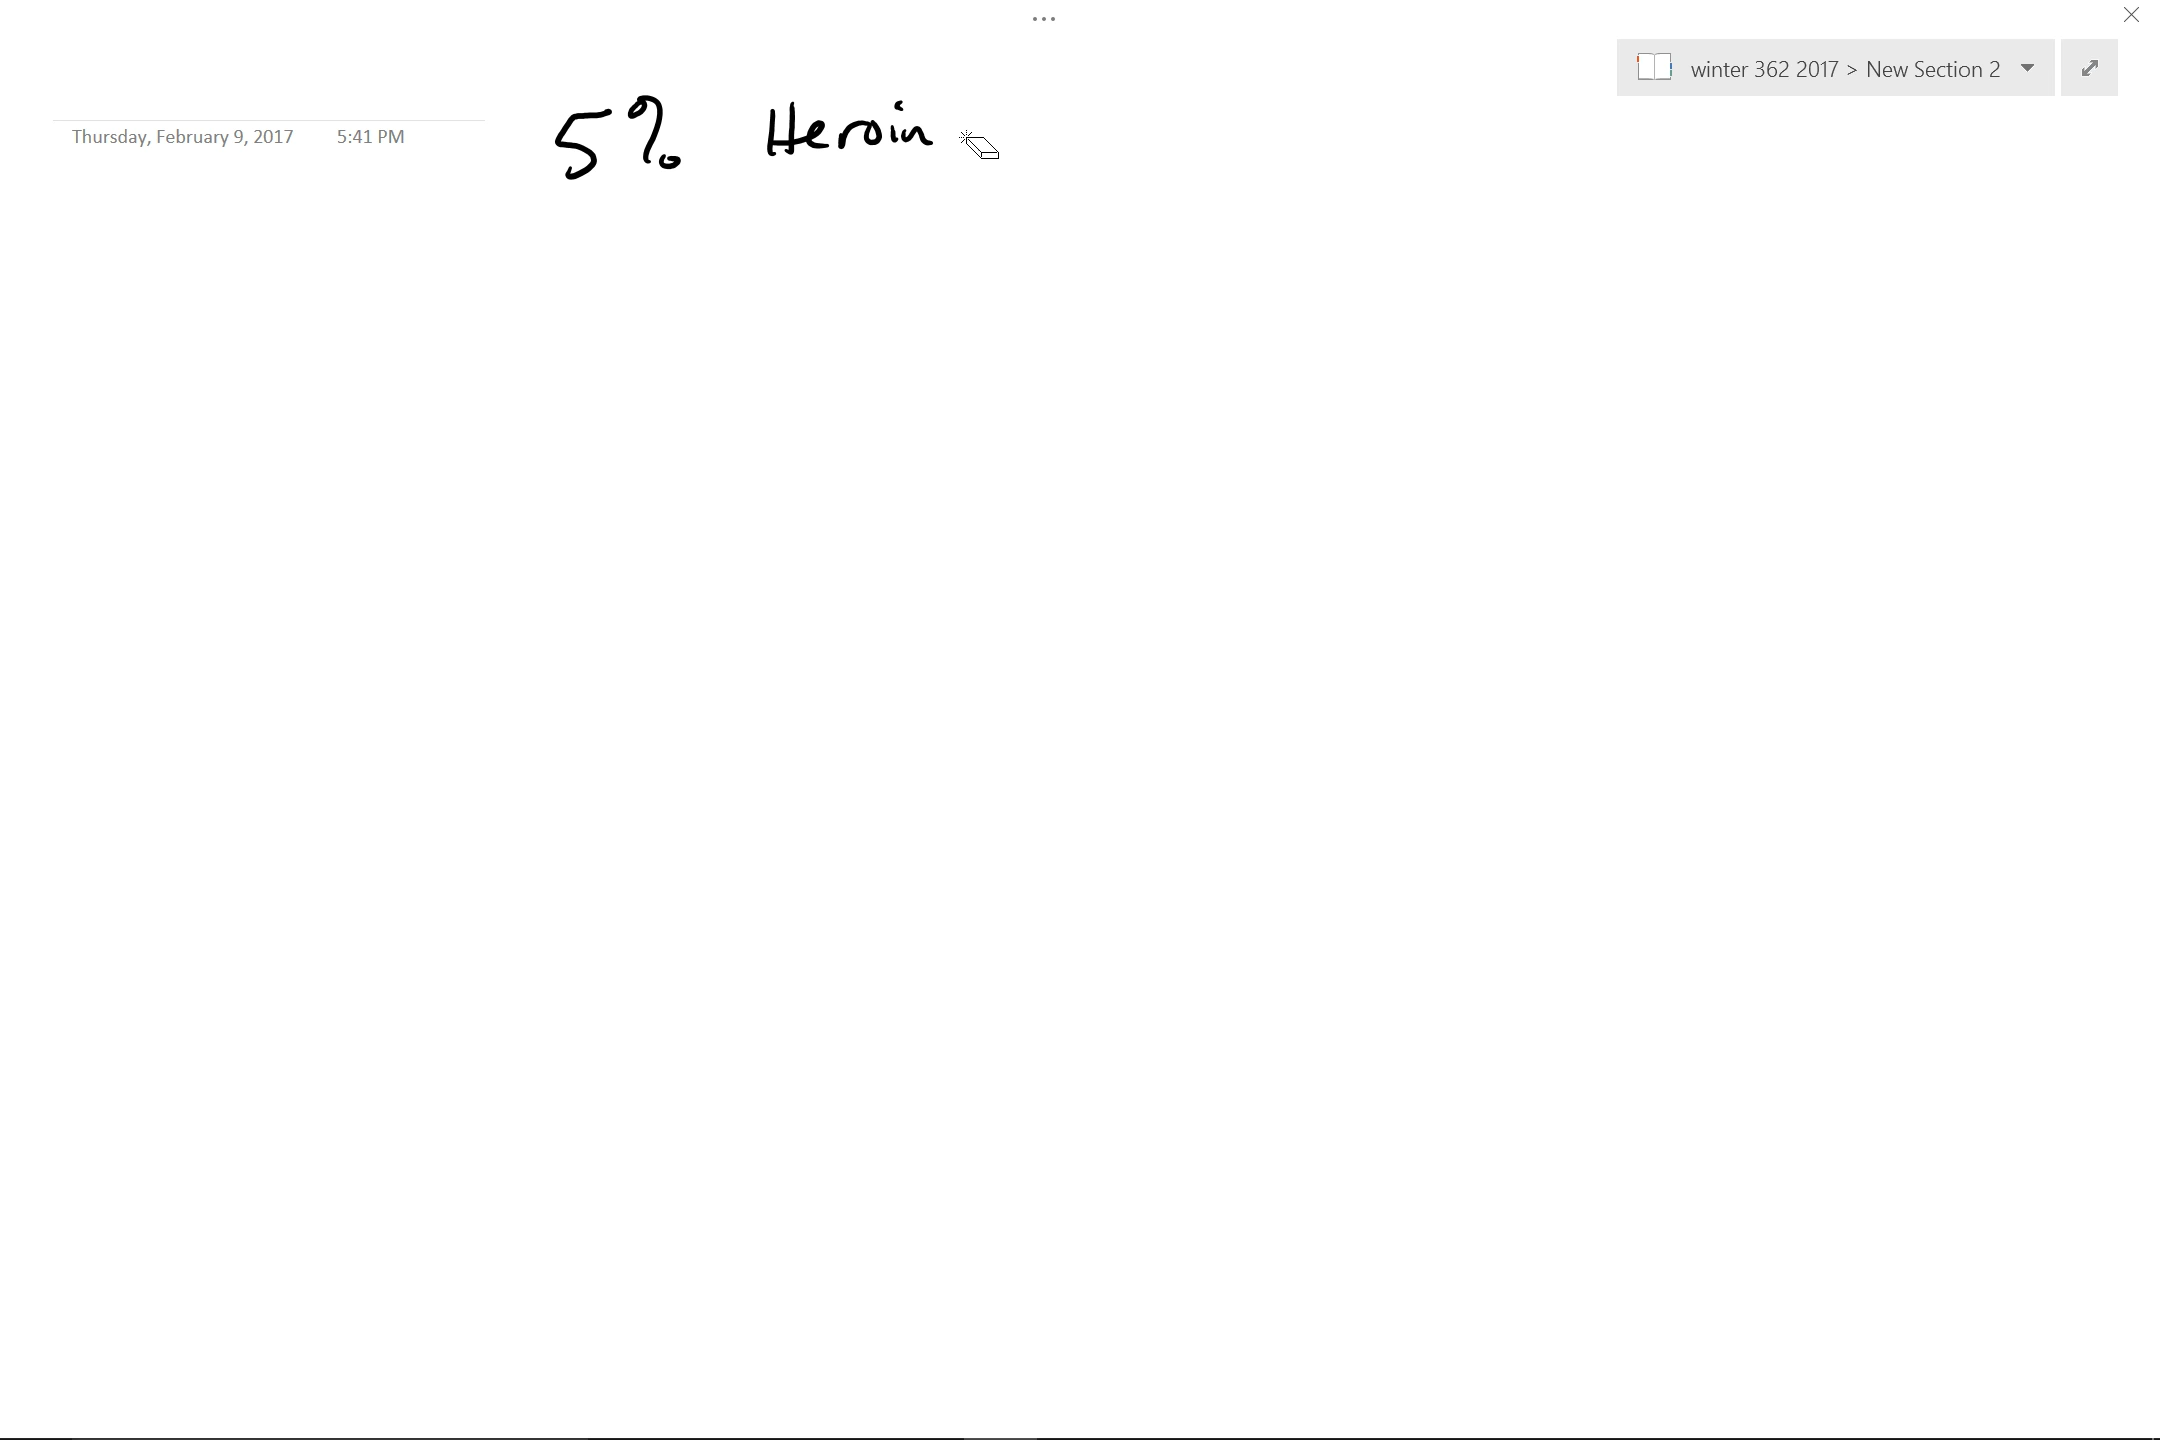 winter 362 2017 > New Section 2
Thursday, February 9, 2017 5:41 PM
5% Heroin